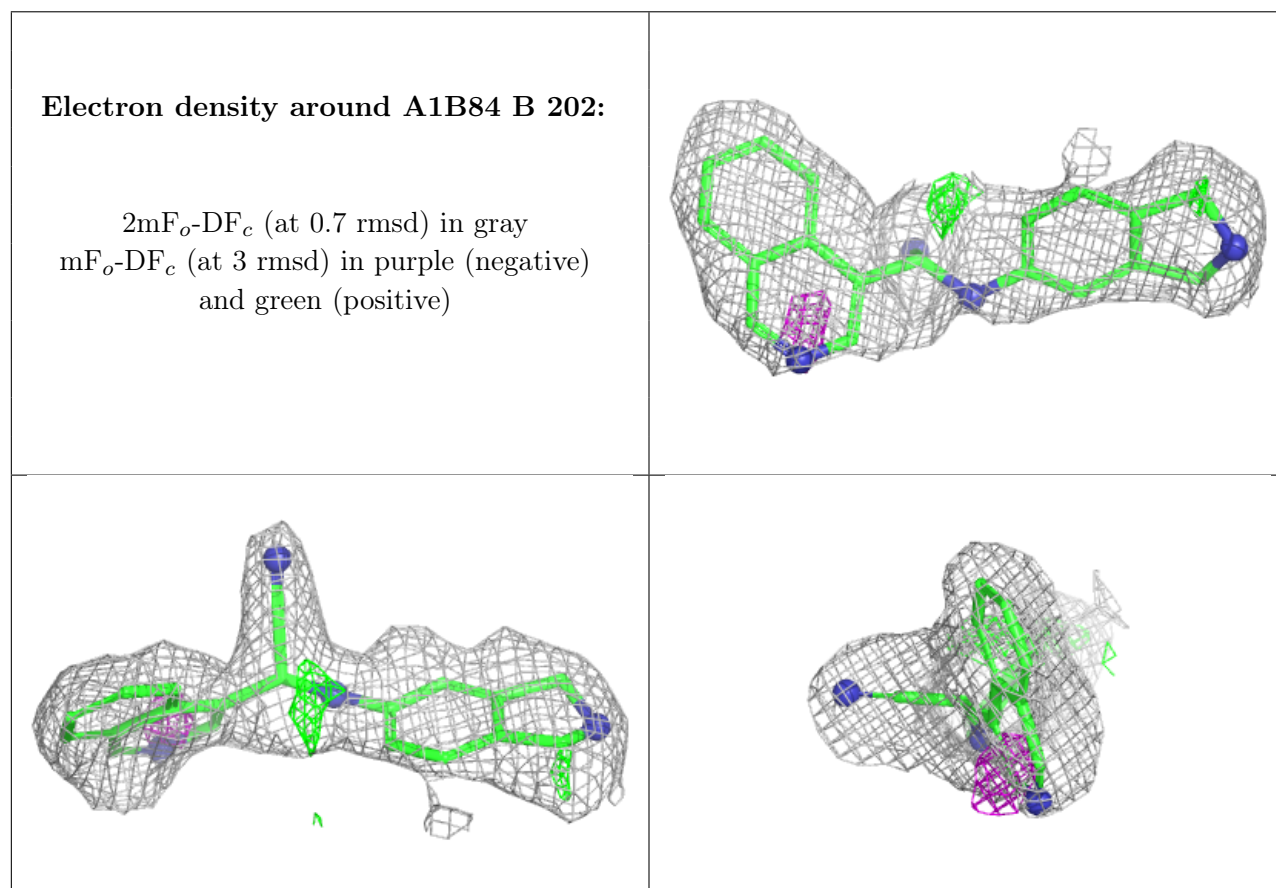 Electron density around A1B84 B 202:
2mFo-DFc (at 0.7 rmsd) in gray
mFo-DFc (at 3 rmsd) in purple (negative)
and green (positive)